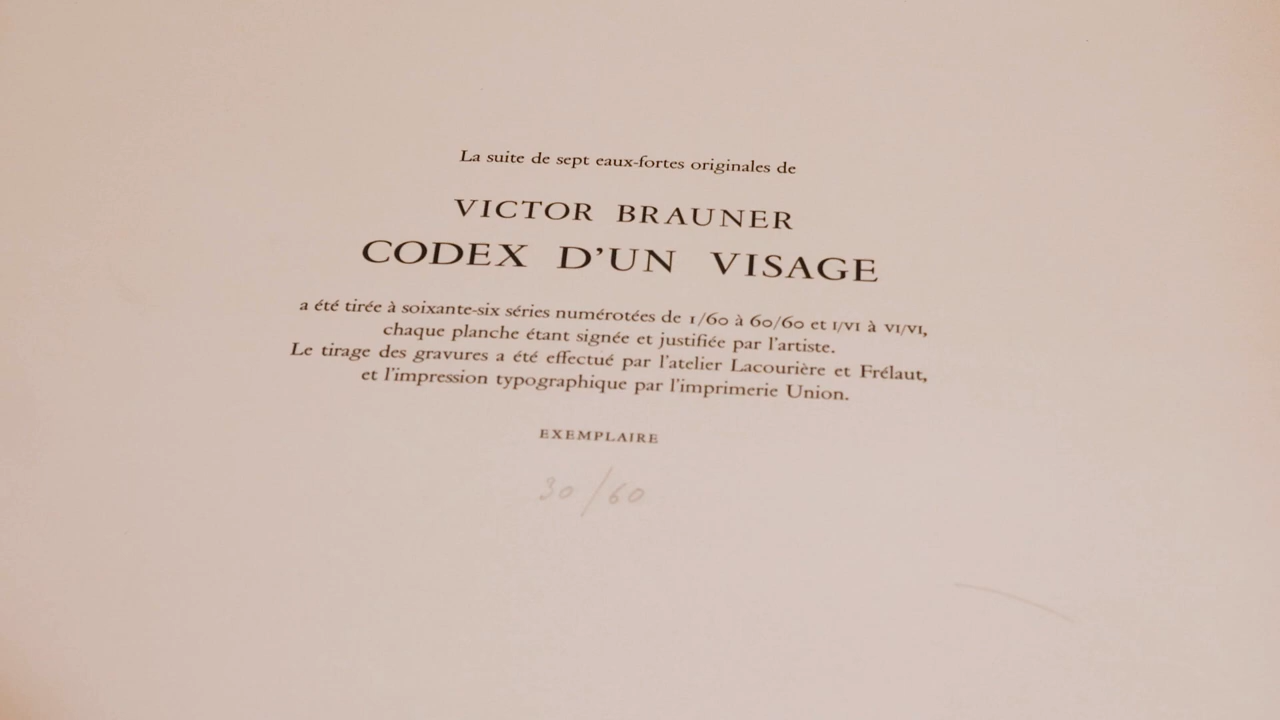 La suite de sept eaux-fortes originales de
VICTOR BRAUNER
CODEX D'UN VISAGE
a été tirée à soixante-six séries numérotées de 1/60 à 60/60 et I/VI à VI/VI,
chaque planche étant signée et justifiée par l'artiste.
Le tirage des gravures a été effectué par l'atelier Lacourière et Frélaut,
et l'impression typographique par l'imprimerie Union.
EXEMPLAIRE
30/60